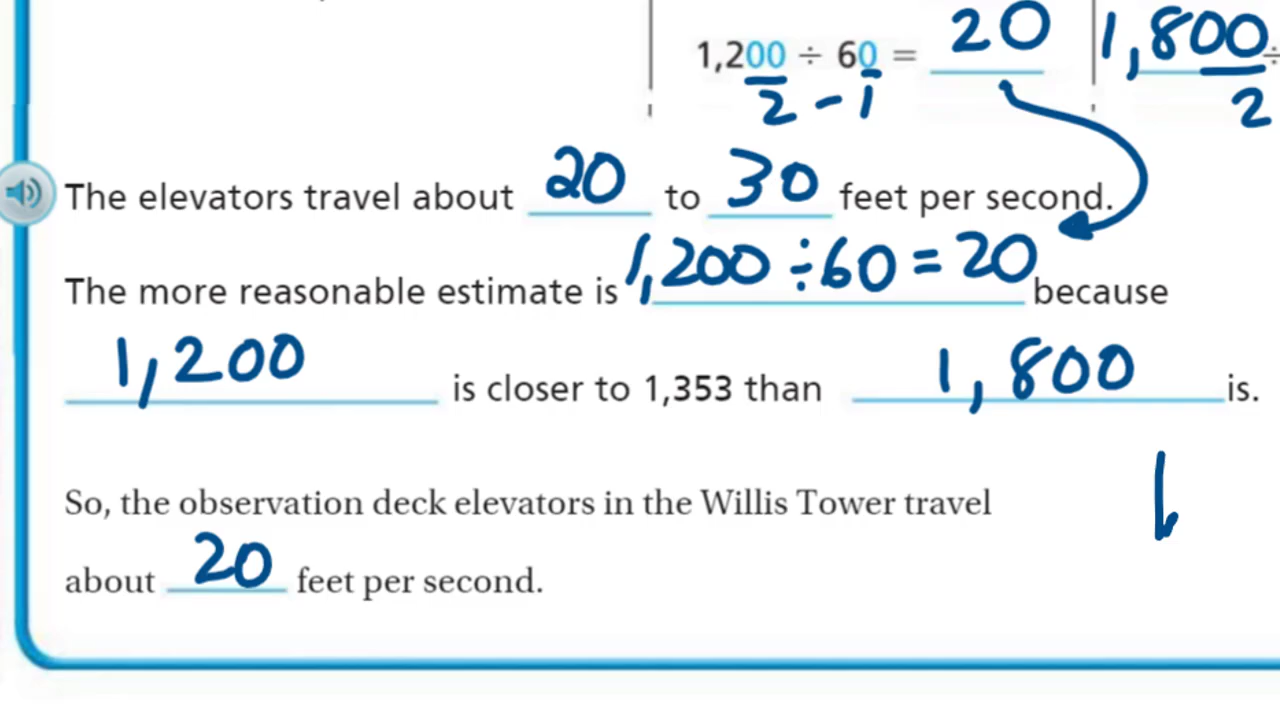 1,200 ÷ 60 = 20 1,800 ÷
2 - 1 2
The elevators travel about 20 to 30 feet per second.
The more reasonable estimate is 1,200 ÷ 60 = 20 because
1,200 is closer to 1,353 than 1,800 is.
So, the observation deck elevators in the Willis Tower travel
about 20 feet per second.